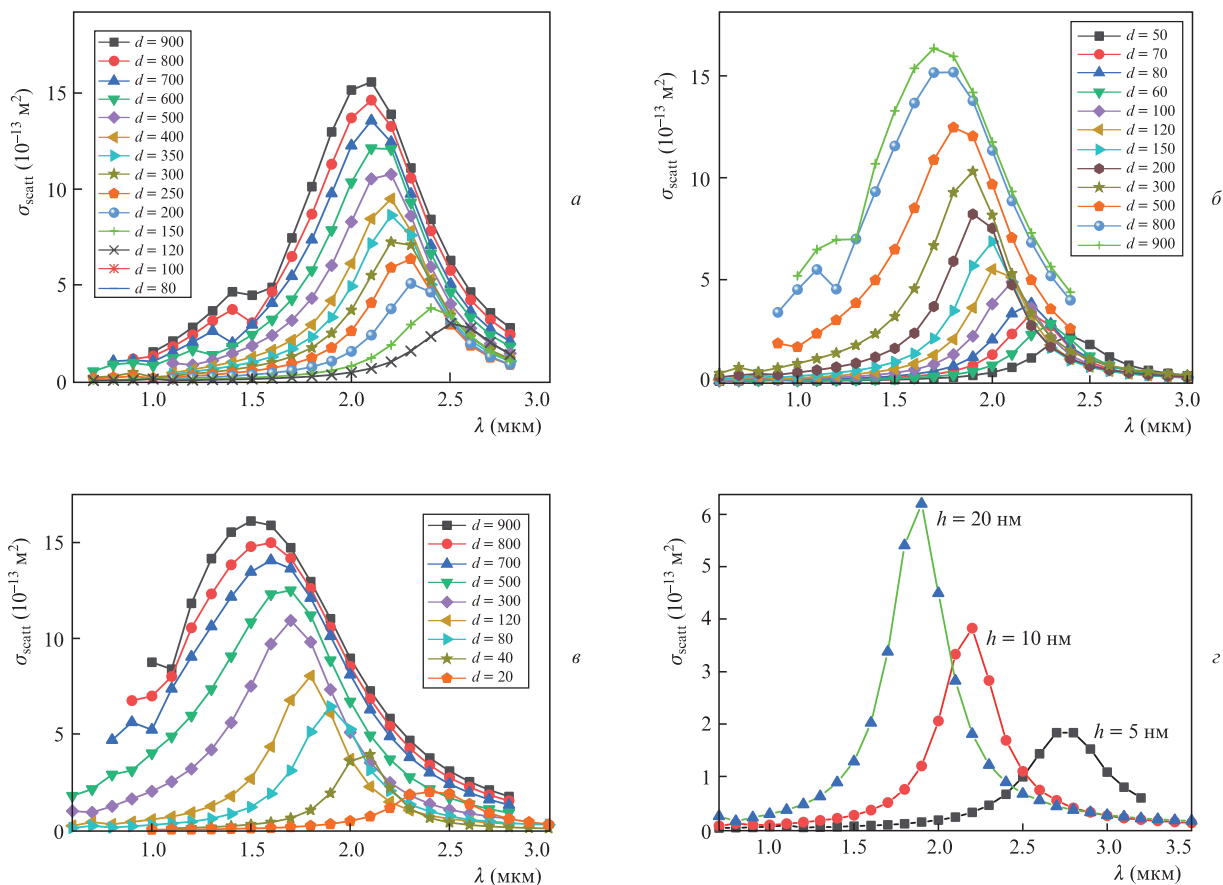 d = 900
d = 800
d = 700
d = 600
d = 500
d = 400
d = 350
d = 300
d = 250
d = 200
d = 150
d = 120
d = 100
d = 80
15
10
5
0
σscatt (10⁻¹³ м²)
1.0 1.5 2.0 2.5 3.0
λ (мкм)
а
d = 50
d = 70
d = 80
d = 60
d = 100
d = 120
d = 150
d = 200
d = 300
d = 500
d = 800
d = 900
15
10
5
0
σscatt (10⁻¹³ м²)
1.0 1.5 2.0 2.5 3.0
λ (мкм)
б
d = 900
d = 800
d = 700
d = 500
d = 300
d = 120
d = 80
d = 40
d = 20
15
10
5
0
σscatt (10⁻¹³ м²)
1.0 1.5 2.0 2.5 3.0
λ (мкм)
в
h = 20 нм
h = 10 нм
h = 5 нм
6
5
4
3
2
1
0
σscatt (10⁻¹³ м²)
1.0 1.5 2.0 2.5 3.0 3.5
λ (мкм)
г